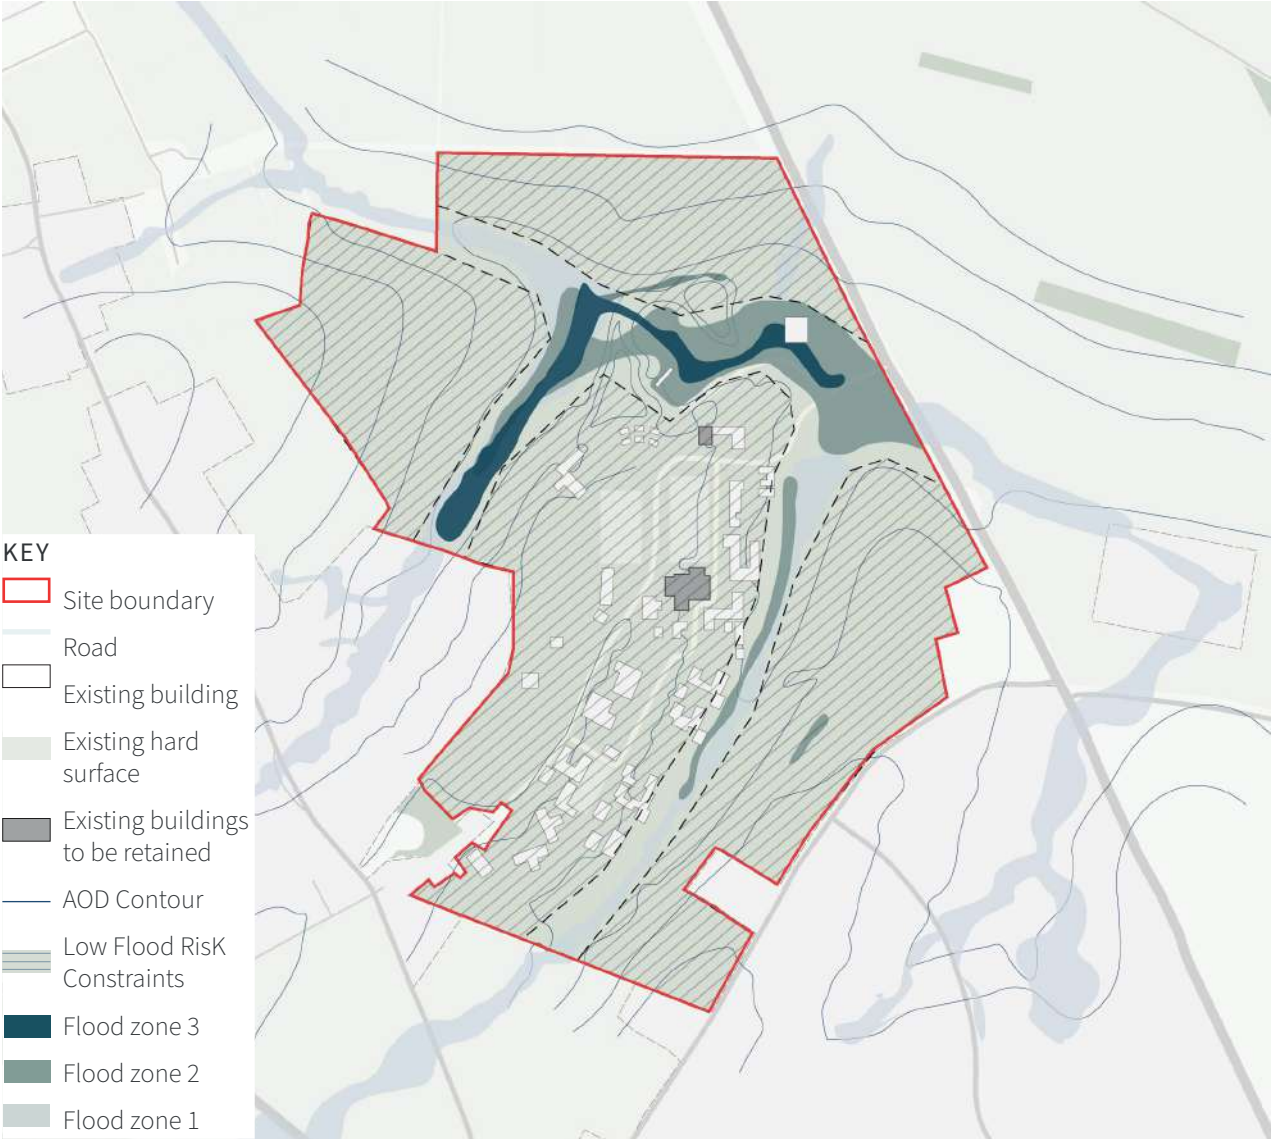 KEY
Site boundary
Road
Existing building
Existing hard
surface
Existing buildings
to be retained
AOD Contour
Low Flood RisK
Constraints
Flood zone 3
Flood zone 2
Flood zone 1